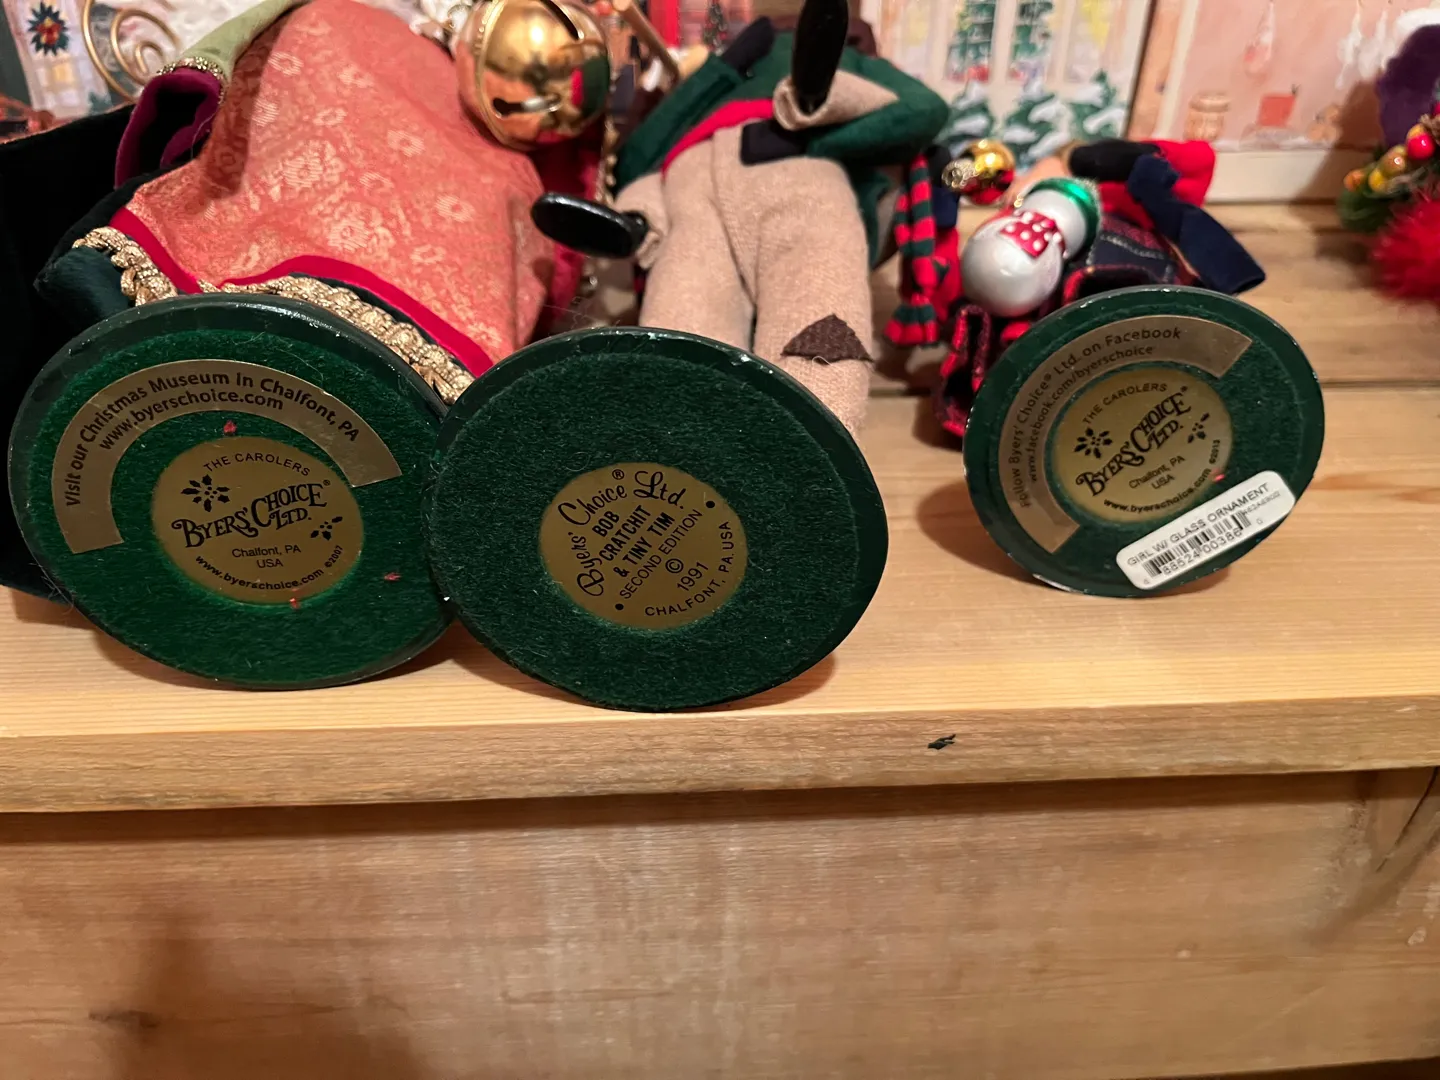 Visit our Christmas Museum in Chalfont, PA
www.byerschoice.com
THE CAROLERS
BYERS' CHOICE®
LTD.
Chalfont, PA
USA
www.byerschoice.com ©2007
Byers' Choice® Ltd.
BOB
CRATCHIT
& TINY TIM
SECOND EDITION
© 1991
CHALFONT, PA. USA
Follow Byers' Choice® Ltd. on Facebook
www.facebook.com/byerschoice
THE CAROLERS
BYERS' CHOICE®
LTD.
Chalfont, PA
USA
www.byerschoice.com ©2013
GIRL W/ GLASS ORNAMENT